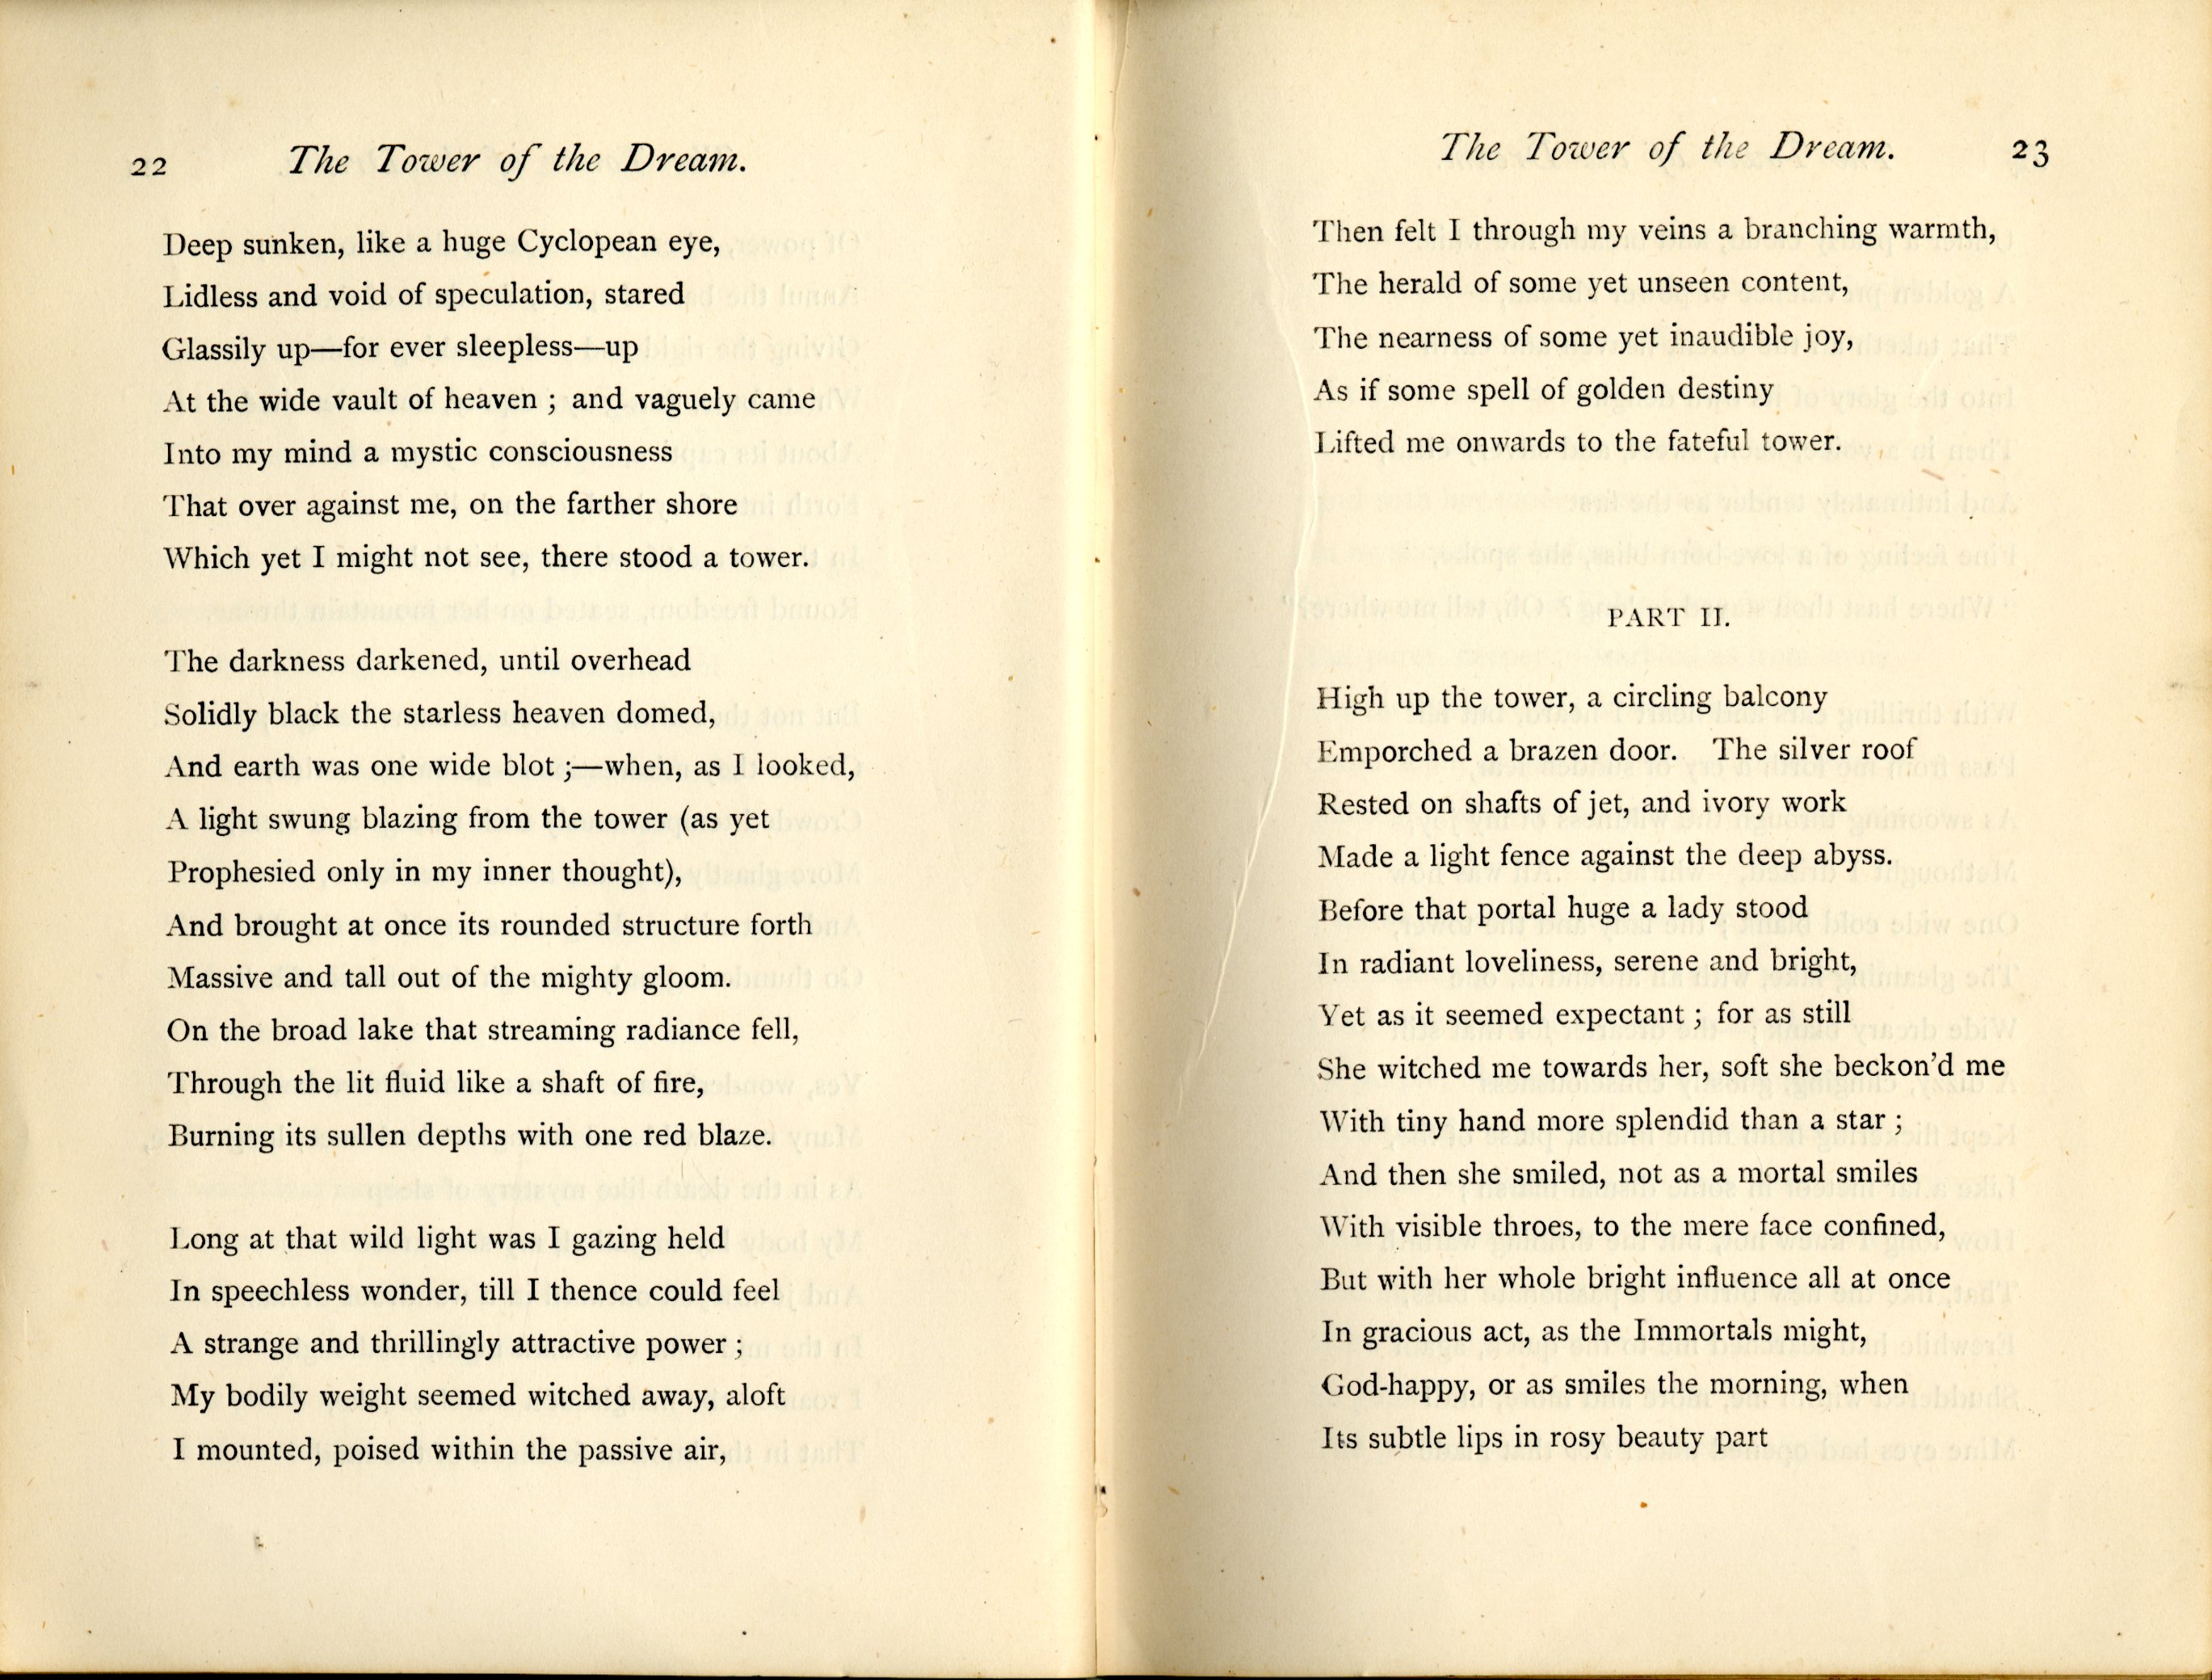 22 The Tower of the Dream.
Deep sunken, like a huge Cyclopean eye,
Lidless and void of speculation, stared
Glassily up—for ever sleepless—up
At the wide vault of heaven ; and vaguely came
Into my mind a mystic consciousness
That over against me, on the farther shore
Which yet I might not see, there stood a tower.
The darkness darkened, until overhead
Solidly black the starless heaven domed,
And earth was one wide blot ;—when, as I looked,
A light swung blazing from the tower (as yet
Prophesied only in my inner thought),
And brought at once its rounded structure forth
Massive and tall out of the mighty gloom.
On the broad lake that streaming radiance fell,
Through the lit fluid like a shaft of fire,
Burning its sullen depths with one red blaze.
Long at that wild light was I gazing held
In speechless wonder, till I thence could feel
A strange and thrillingly attractive power ;
My bodily weight seemed witched away, aloft
I mounted, poised within the passive air,
The Tower of the Dream. 23
Then felt I through my veins a branching warmth,
The herald of some yet unseen content,
The nearness of some yet inaudible joy,
As if some spell of golden destiny
Lifted me onwards to the fateful tower.
PART II.
High up the tower, a circling balcony
Emporched a brazen door. The silver roof
Rested on shafts of jet, and ivory work
Made a light fence against the deep abyss.
Before that portal huge a lady stood
In radiant loveliness, serene and bright,
Yet as it seemed expectant ; for as still
She witched me towards her, soft she beckon'd me
With tiny hand more splendid than a star ;
And then she smiled, not as a mortal smiles
With visible throes, to the mere face confined,
But with her whole bright influence all at once
In gracious act, as the Immortals might,
God-happy, or as smiles the morning, when
Its subtle lips in rosy beauty part